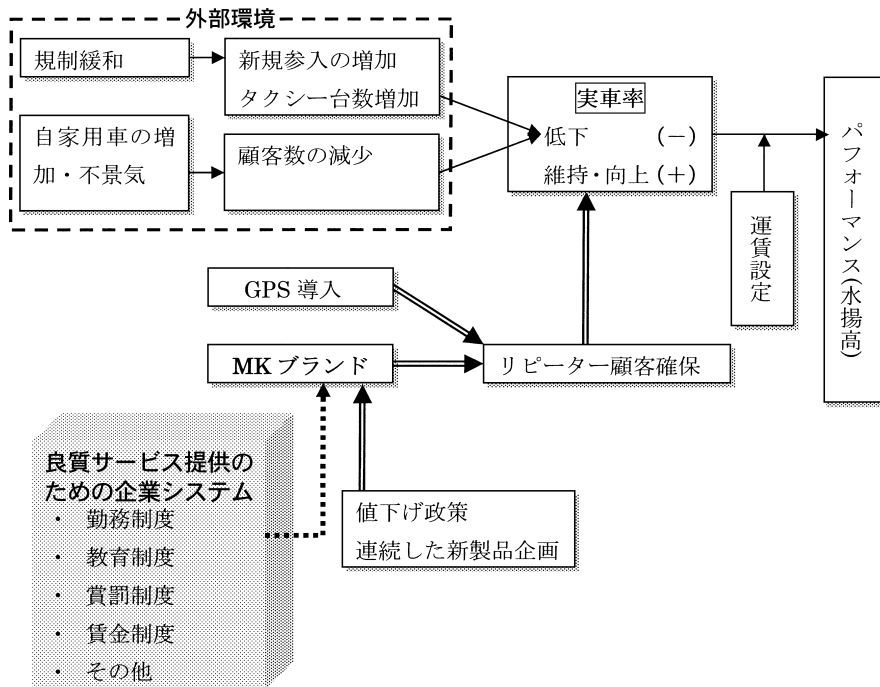 外部環境
規制緩和
新規参入の増加
タクシー台数増加
自家用車の増
加・不景気
顧客数の減少
実車率
低下 (－)
維持・向上(＋)
運賃設定
パフォーマンス(水揚高)
GPS 導入
MK ブランド
リピーター顧客確保
良質サービス提供の
ための企業システム
・ 勤務制度
・ 教育制度
・ 賞罰制度
・ 賃金制度
・ その他
値下げ政策
連続した新製品企画